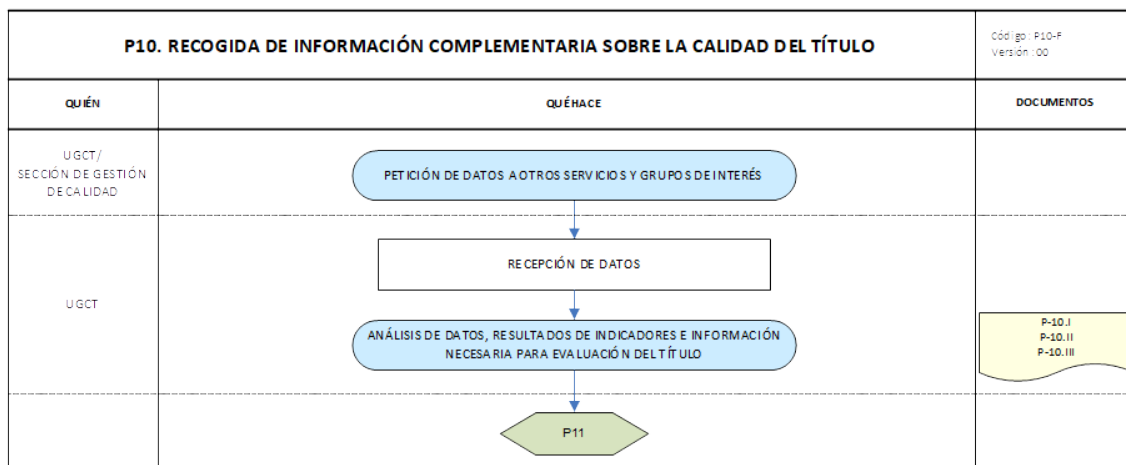 P10. RECOGIDA DE INFORMACIÓN COMPLEMENTARIA SOBRE LA CALIDAD DEL TÍTULO
Código: P10-F
Versión: 00
QUIÉN
QUÉ HACE
DOCUMENTOS
UGCT/
SECCIÓN DE GESTIÓN
DE CALIDAD
PETICIÓN DE DATOS A OTROS SERVICIOS Y GRUPOS DE INTERÉS
RECEPCIÓN DE DATOS
UGCT
ANÁLISIS DE DATOS, RESULTADOS DE INDICADORES E INFORMACIÓN
NECESARIA PARA EVALUACIÓN DEL TÍTULO
P-10.I
P-10.II
P-10.III
P11